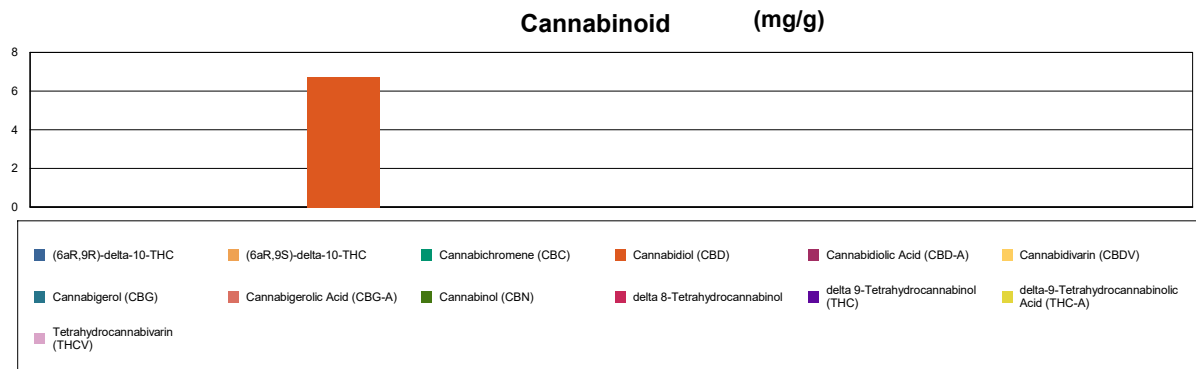 Cannabinoid (mg/g)
8
6
4
2
0
(6aR,9R)-delta-10-THC (6aR,9S)-delta-10-THC Cannabichromene (CBC) Cannabidiol (CBD) Cannabidiolic Acid (CBD-A) Cannabidivarin (CBDV)
Cannabigerol (CBG) Cannabigerolic Acid (CBG-A) Cannabinol (CBN) delta 8-Tetrahydrocannabinol delta 9-Tetrahydrocannabinol delta-9-Tetrahydrocannabinolic
(THC) Acid (THC-A)
Tetrahydrocannabivarin
(THCV)